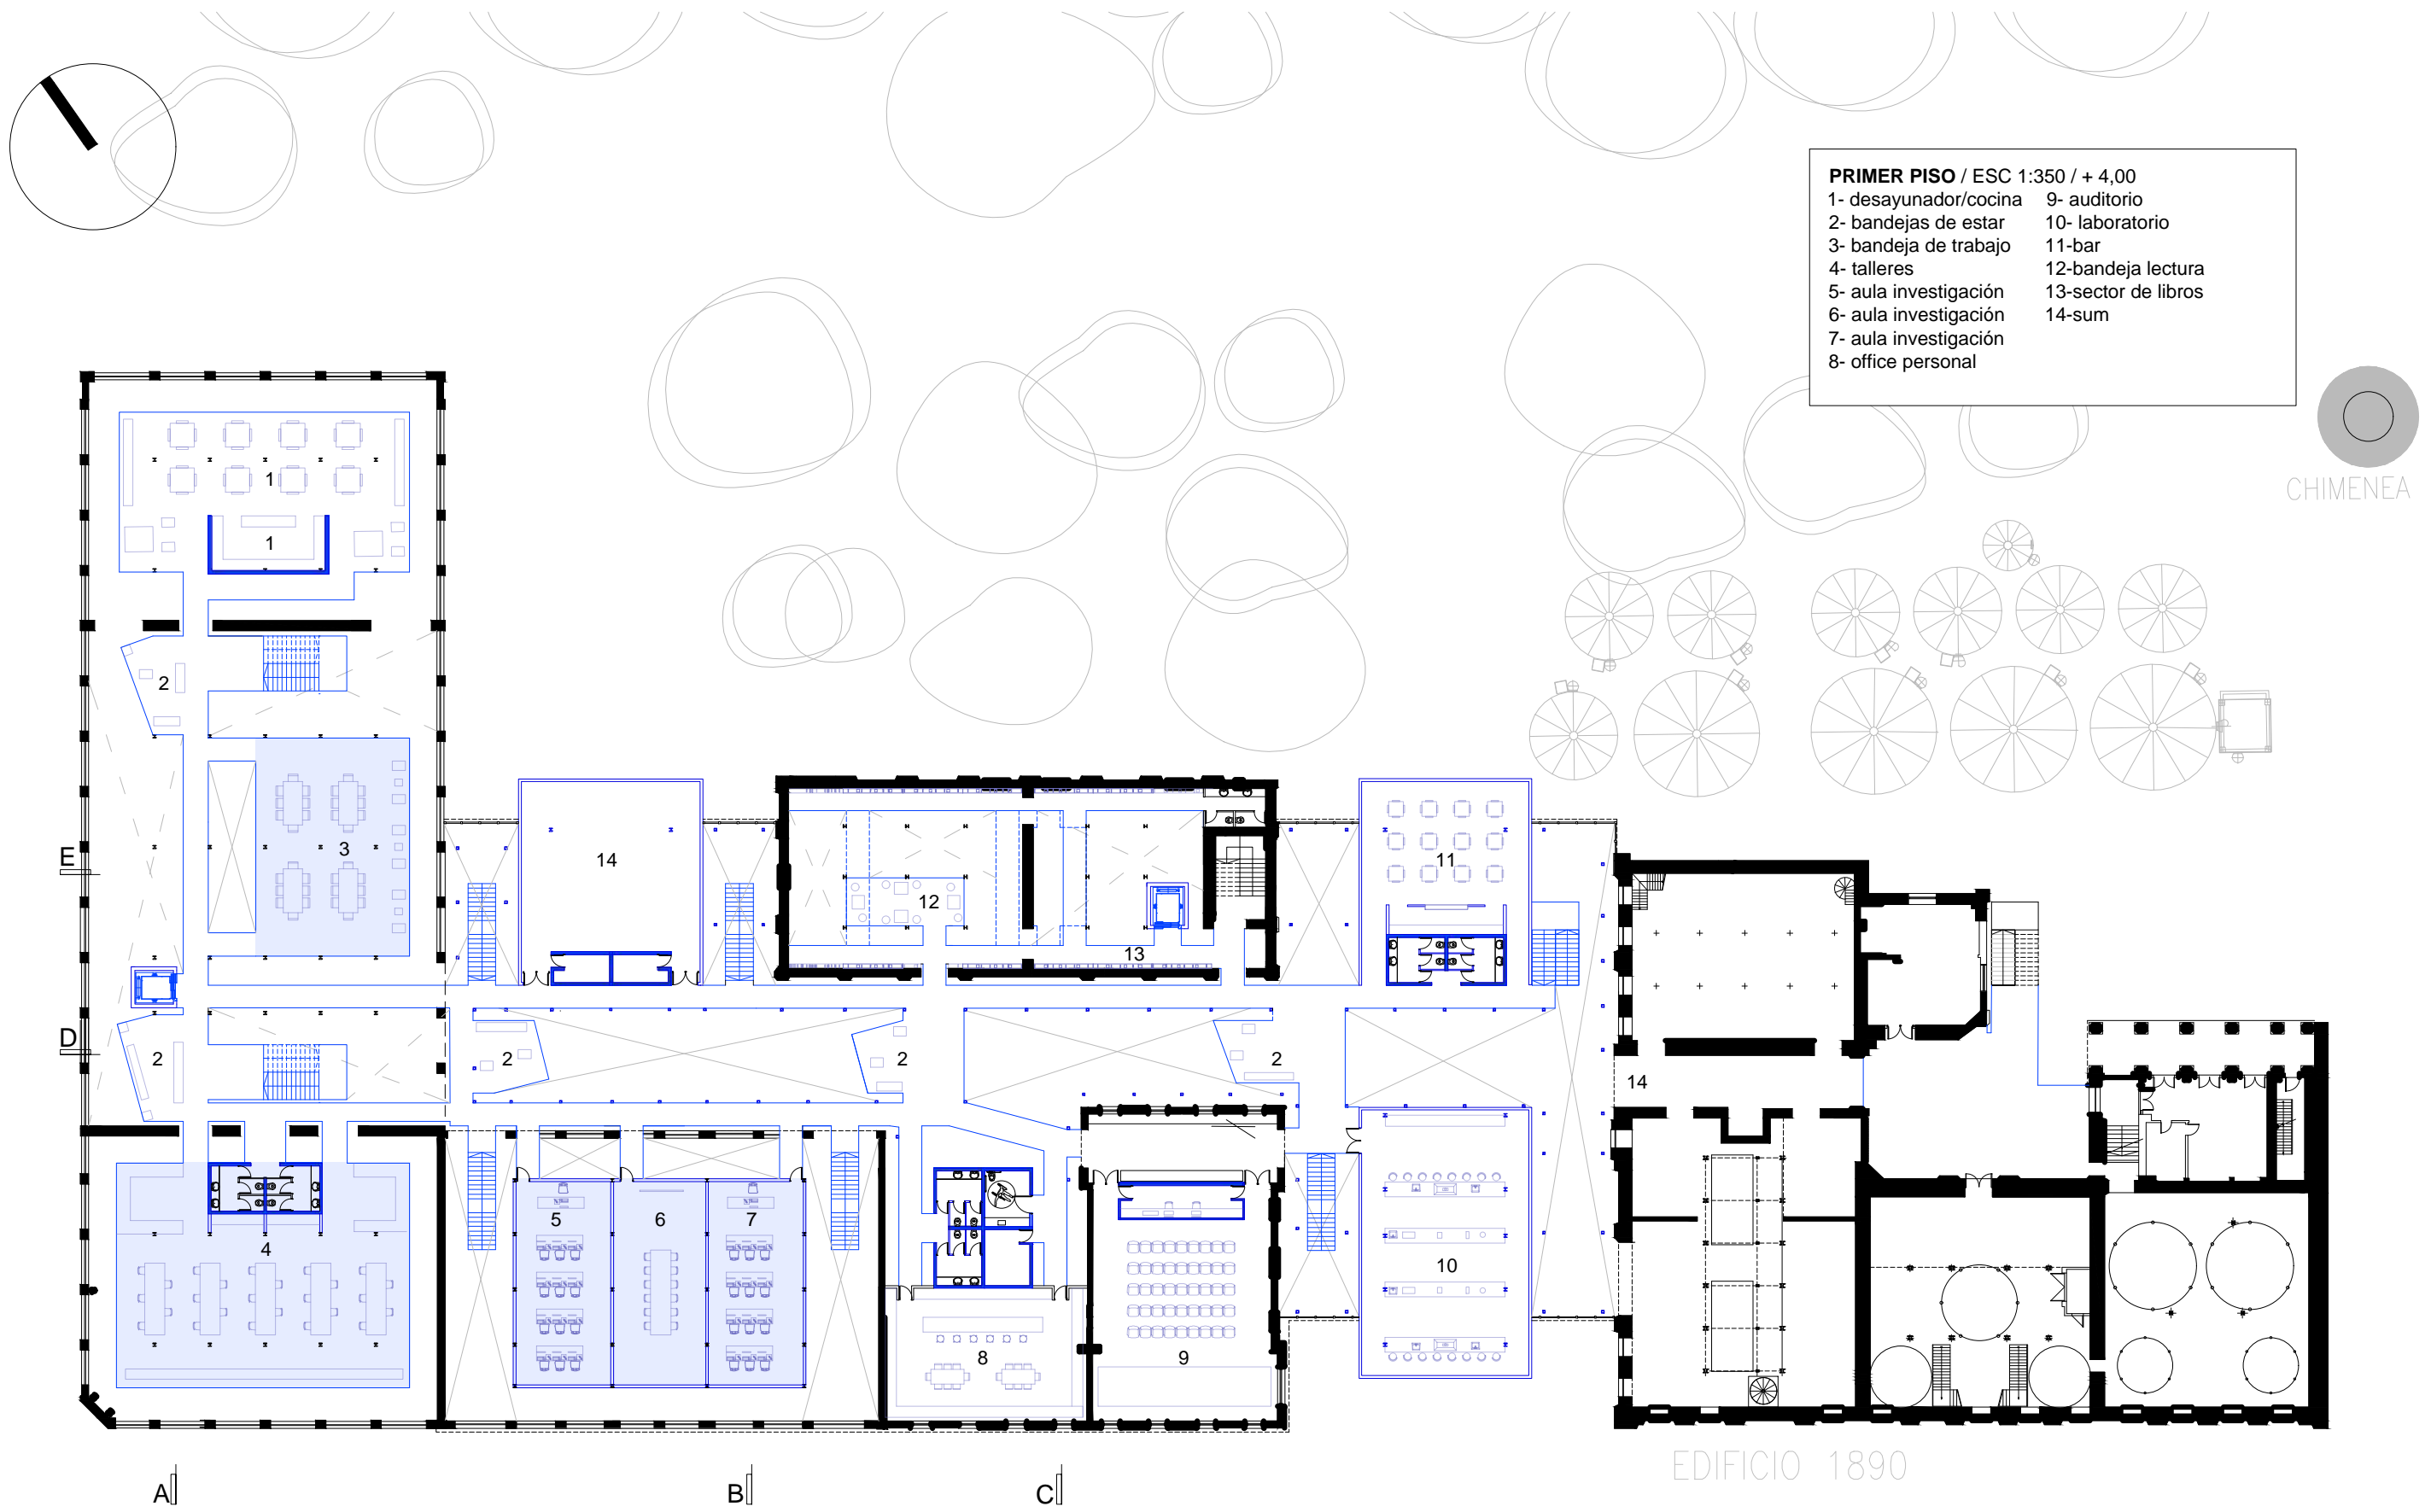 PRIMER PISO / ESC 1:350 / + 4,00
1- desayunador/cocina 9- auditorio
2- bandejas de estar 10- laboratorio
3- bandeja de trabajo 11-bar
4- talleres 12-bandeja lectura
5- aula investigación 13-sector de libros
6- aula investigación 14-sum
7- aula investigación
8- office personal
CHIMENEA
1
1
2
3
E
14
12
13
11
D
2
2
2
2
14
5
6
7
4
10
8
9
EDIFICIO 1890
A
B
C